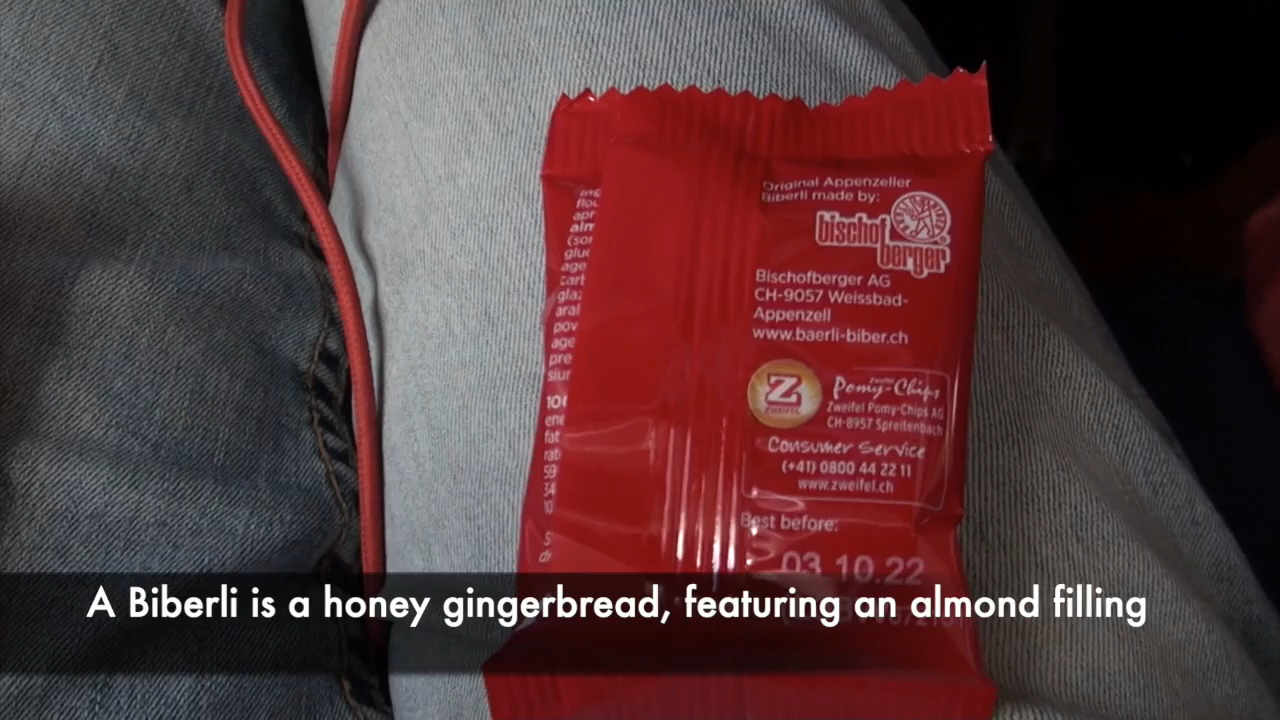 Original Appenzeller
Biberli made by:
bischof
berger
Bischofberger AG
CH-9057 Weissbad-
Appenzell
www.baerli-biber.ch
Z
ZWEIFEL
Zweifel
Pomy-Chips
Zweifel Pomy-Chips AG
CH-8957 Spreitenbach
Consumer Service
(+41) 0800 44 22 11
www.zweifel.ch
Best before:
03.10.22
A Biberli is a honey gingerbread, featuring an almond filling